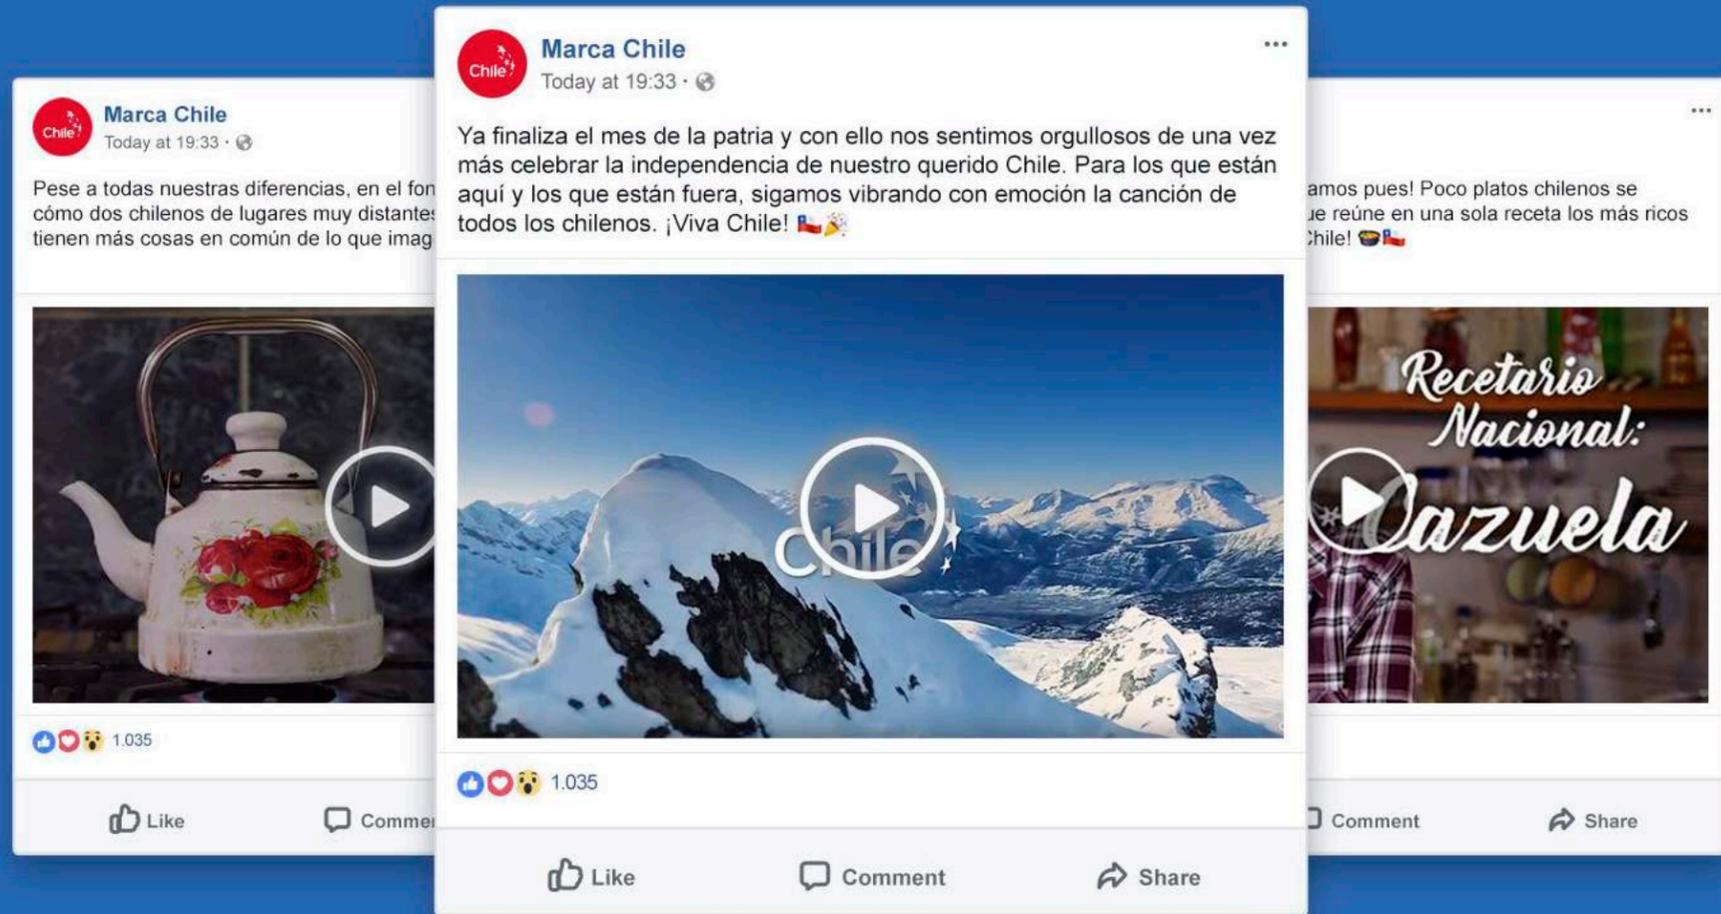 Chile
Marca Chile
Today at 19:33 ·
Pese a todas nuestras diferencias, en el fon
cómo dos chilenos de lugares muy distantes
tienen más cosas en común de lo que imag
1.035
Like
Comme
Chile
Marca Chile
Today at 19:33 ·
Ya finaliza el mes de la patria y con ello nos sentimos orgullosos de una vez
más celebrar la independencia de nuestro querido Chile. Para los que están
aquí y los que están fuera, sigamos vibrando con emoción la canción de
todos los chilenos. ¡Viva Chile! 🇨🇱🎉
Chile
1.035
Like
Comment
Share
amos pues! Poco platos chilenos se
ue reúne en una sola receta los más ricos
Chile! 🍲🇨🇱
Recetario
Nacional:
#Cazuela
Comment
Share